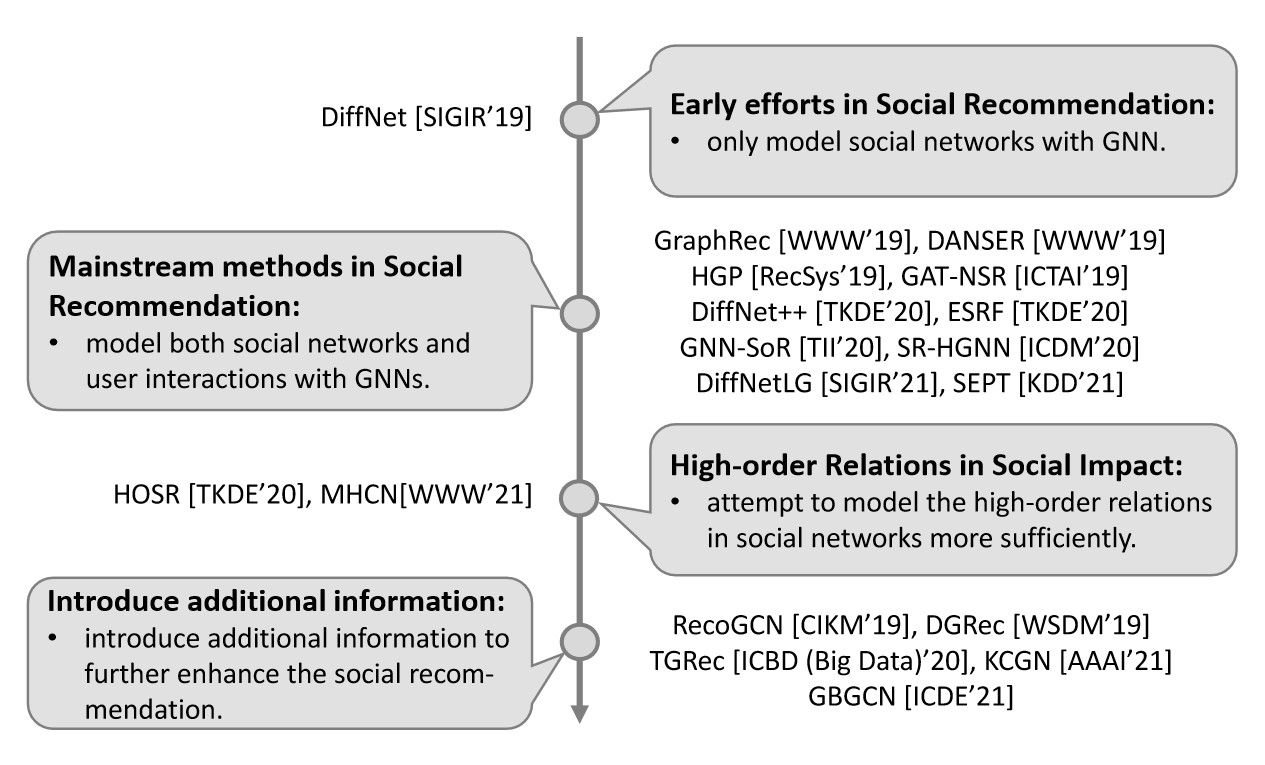 DiffNet [SIGIR’19]
Early efforts in Social Recommendation:
• only model social networks with GNN.
Mainstream methods in Social
Recommendation:
• model both social networks and
user interactions with GNNs.
GraphRec [WWW’19], DANSER [WWW’19]
HGP [RecSys’19], GAT-NSR [ICTAI’19]
DiffNet++ [TKDE’20], ESRF [TKDE’20]
GNN-SoR [TII’20], SR-HGNN [ICDM’20]
DiffNetLG [SIGIR’21], SEPT [KDD’21]
HOSR [TKDE’20], MHCN[WWW’21]
High-order Relations in Social Impact:
• attempt to model the high-order relations
in social networks more sufficiently.
Introduce additional information:
• introduce additional information to
further enhance the social recom-
mendation.
RecoGCN [CIKM’19], DGRec [WSDM’19]
TGRec [ICBD (Big Data)’20], KCGN [AAAI’21]
GBGCN [ICDE’21]